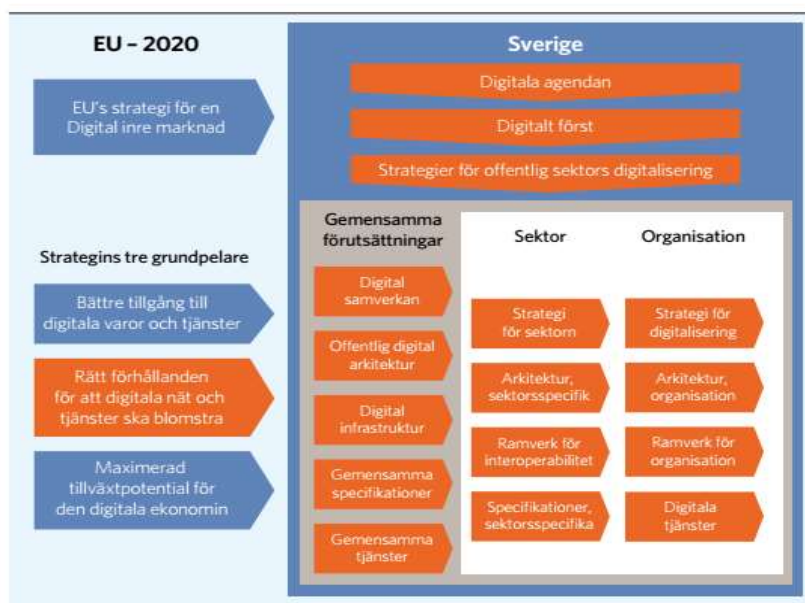 EU – 2020
EU's strategi för en
Digital inre marknad
Strategins tre grundpelare
Bättre tillgång till
digitala varor och tjänster
Rätt förhållanden
för att digitala nät och
tjänster ska blomstra
Maximerad
tillväxtpotential för
den digitala ekonomin
Sverige
Digitala agendan
Digitalt först
Strategier för offentlig sektors digitalisering
Gemensamma
förutsättningar
Digital
samverkan
Offentlig digital
arkitektur
Digital
infrastruktur
Gemensamma
specifikationer
Gemensamma
tjänster
Sektor
Strategi
för sektorn
Arkitektur,
sektorsspecifik
Ramverk för
interoperabilitet
Specifikationer,
sektorsspecifika
Organisation
Strategi för
digitalisering
Arkitektur,
organisation
Ramverk för
organisation
Digitala
tjänster